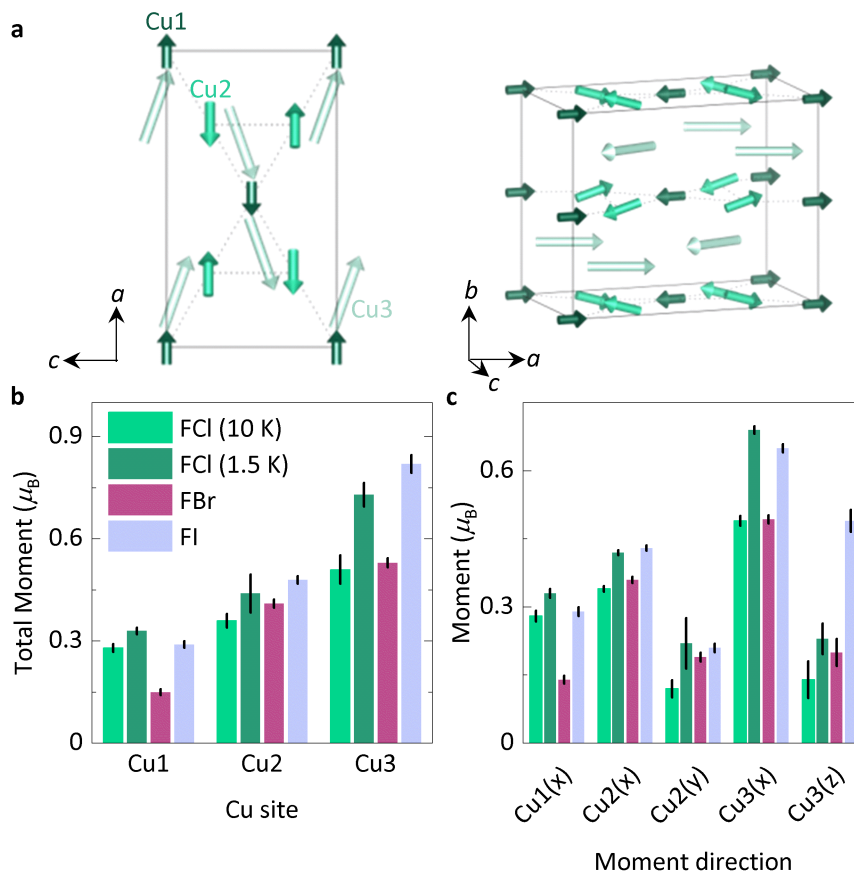 a
Cu1
Cu2
Cu3
a
c
b
a
c
b
Total Moment (μB)
0.9
0.6
0.3
0
FCl (10 K)
FCl (1.5 K)
FBr
FI
Cu1 Cu2 Cu3
Cu site
c
Moment (μB)
0.6
0.3
0
Cu1(x) Cu2(x) Cu2(y) Cu3(x) Cu3(z)
Moment direction